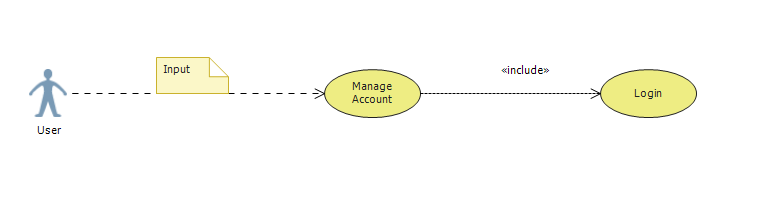 Input
User
Manage
Account
«include»
Login